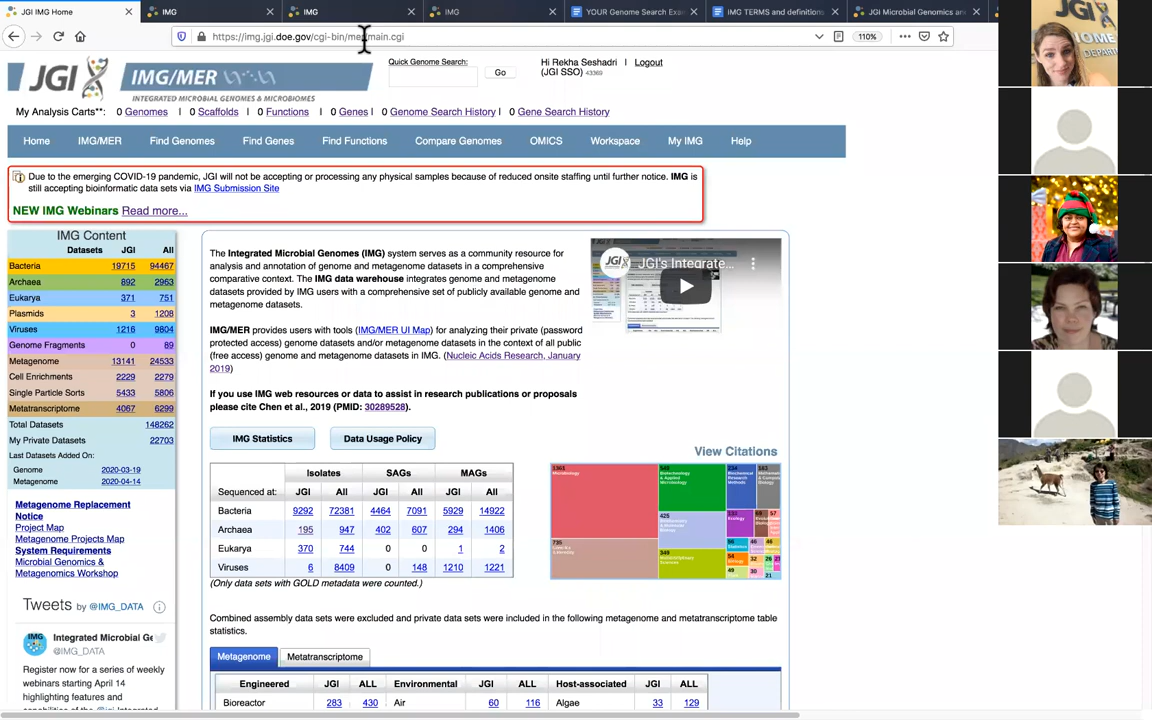 JGI IMG Home
IMG
IMG
IMG
YOUR Genome Search Exa
IMG TERMS and definitions
JGI Microbial Genomics and
https://img.jgi.doe.gov/cgi-bin/mer/main.cgi
110%
JGI
IMG/MER
INTEGRATED MICROBIAL GENOMES & MICROBIOMES
Quick Genome Search:
Go
Hi Rekha Seshadri
(JGI SSO) 43369
Logout
My Analysis Carts**: 0 Genomes | 0 Scaffolds | 0 Functions | 0 Genes | 0 Genome Search History | 0 Gene Search History
Home IMG/MER Find Genomes Find Genes Find Functions Compare Genomes OMICS Workspace My IMG Help
Due to the emerging COVID-19 pandemic, JGI will not be accepting or processing any physical samples because of reduced onsite staffing until further notice. IMG is
still accepting bioinformatic data sets via IMG Submission Site
NEW IMG Webinars Read more...
IMG Content
Datasets JGI All
Bacteria 19715 94467
Archaea 892 2963
Eukarya 371 751
Plasmids 3 1208
Viruses 1216 9804
Genome Fragments 0 89
Metagenome 13141 24533
Cell Enrichments 2229 2279
Single Particle Sorts 5433 5806
Metatranscriptome 4067 6299
Total Datasets 148262
My Private Datasets 22703
Last Datasets Added On:
Genome 2020-03-19
Metagenome 2020-04-14
Metagenome Replacement
Notice
Project Map
Metagenome Projects Map
System Requirements
Microbial Genomics &
Metagenomics Workshop
Tweets by @IMG_DATA
Integrated Microbial Ge
@IMG_DATA
Register now for a series of weekly
webinars starting April 14
highlighting features and
The Integrated Microbial Genomes (IMG) system serves as a community resource for
analysis and annotation of genome and metagenome datasets in a comprehensive
comparative context. The IMG data warehouse integrates genome and metagenome
datasets provided by IMG users with a comprehensive set of publicly available genome and
metagenome datasets.
IMG/MER provides users with tools (IMG/MER UI Map) for analyzing their private (password
protected access) genome datasets and/or metagenome datasets in the context of all public
(free access) genome and metagenome datasets in IMG. (Nucleic Acids Research, January
2019)
If you use IMG web resources or data to assist in research publications or proposals
please cite Chen et al., 2019 (PMID: 30289528).
JGI
JGI's Integrate...
IMG Statistics
Data Usage Policy
View Citations
Isolates SAGs MAGs
Sequenced at: JGI All JGI All JGI All
Bacteria 9292 72381 4464 7091 5929 14922
Archaea 195 947 402 607 294 1406
Eukarya 370 744 0 0 1 2
Viruses 6 8409 0 148 1210 1221
(Only data sets with GOLD metadata were counted.)
Combined assembly data sets were excluded and private data sets were included in the following metagenome and metatranscriptome table
statistics.
Metagenome
Metatranscriptome
Engineered JGI ALL Environmental JGI ALL Host-associated JGI ALL
Bioreactor 283 430 Air 60 116 Algae 33 129